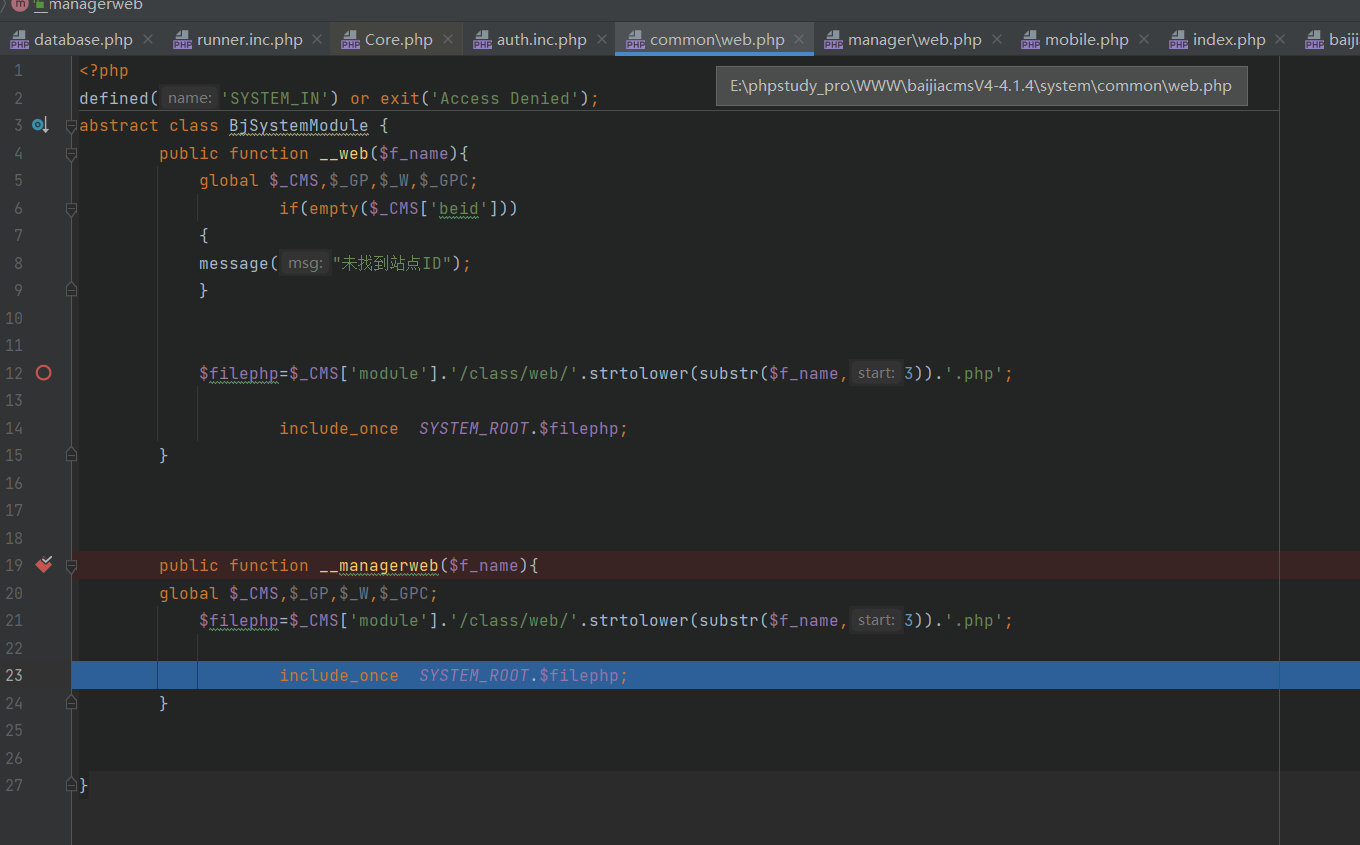 managerweb
database.php runner.inc.php Core.php auth.inc.php common\web.php manager\web.php mobile.php index.php baiji
E:\phpstudy_pro\WWW\baijiacmsV4-4.1.4\system\common\web.php
1 <?php
2 defined( name: 'SYSTEM_IN') or exit('Access Denied');
3 abstract class BjSystemModule {
4 public function __web($f_name){
5 global $_CMS,$_GP,$_W,$_GPC;
6 if(empty($_CMS['beid']))
7 {
8 message( msg: "未找到站点ID");
9 }
10
11
12 $filephp=$_CMS['module'].'/class/web/'.strtolower(substr($f_name, start: 3)).'.php';
13
14 include_once SYSTEM_ROOT.$filephp;
15 }
16
17
18
19 public function __managerweb($f_name){
20 global $_CMS,$_GP,$_W,$_GPC;
21 $filephp=$_CMS['module'].'/class/web/'.strtolower(substr($f_name, start: 3)).'.php';
22
23 include_once SYSTEM_ROOT.$filephp;
24 }
25
26
27 }